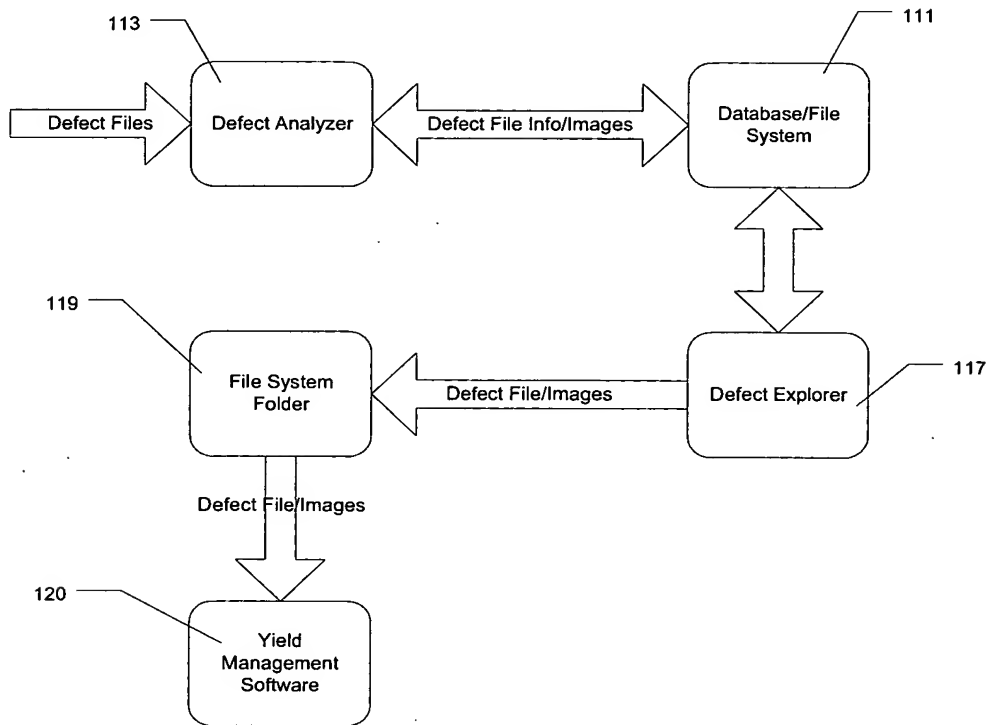 113
111
Defect Files
Defect Analyzer
Defect File Info/Images
Database/File
System
119
117
File System
Folder
Defect File/Images
Defect Explorer
Defect File/Images
120
Yield
Management
Software